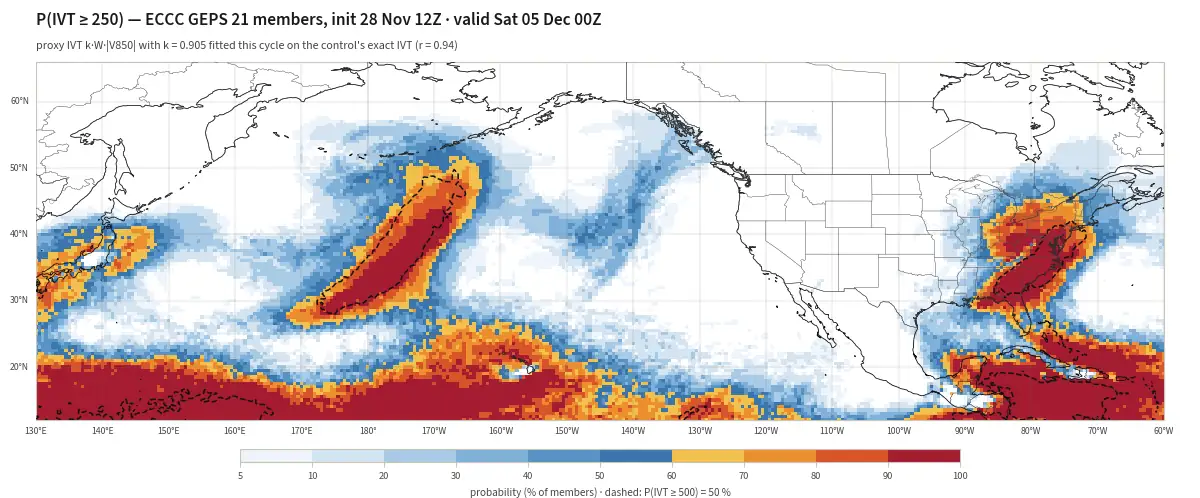 P(IVT ≥ 250) — ECCC GEPS 21 members, init 28 Nov 12Z · valid Sat 05 Dec 00Z
proxy IVT k·W·|V850| with k = 0.905 fitted this cycle on the control's exact IVT (r = 0.94)
60°N
50°N
40°N
30°N
20°N
130°E 140°E 150°E 160°E 180° 170°W 160°W 150°W 140°W 130°W 120°W 110°W 100°W 90°W 80°W 70°W 60°W
5 10 20 30 40 50 60 70 80 90 100
probability (% of members) · dashed: P(IVT ≥ 500) = 50 %